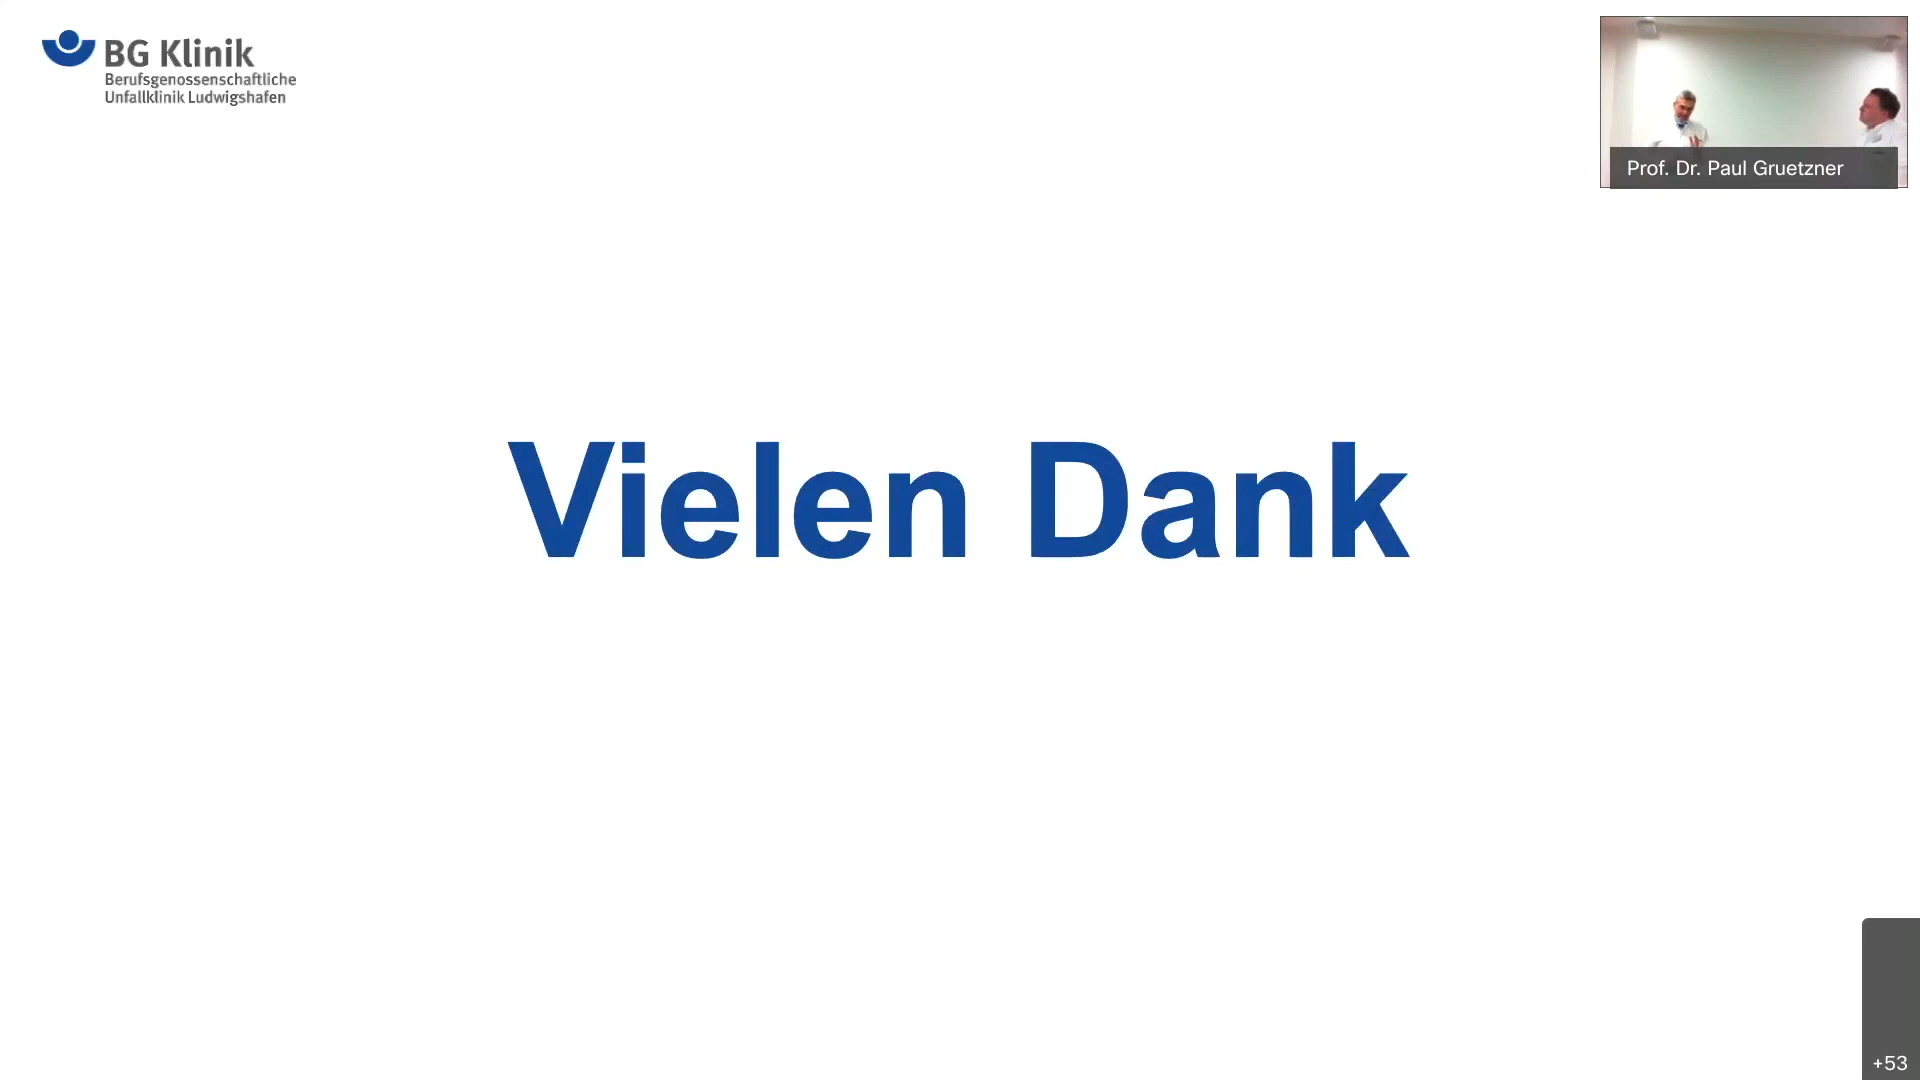 BG Klinik
Berufsgenossenschaftliche
Unfallklinik Ludwigshafen
Prof. Dr. Paul Gruetzner
Vielen Dank
+53